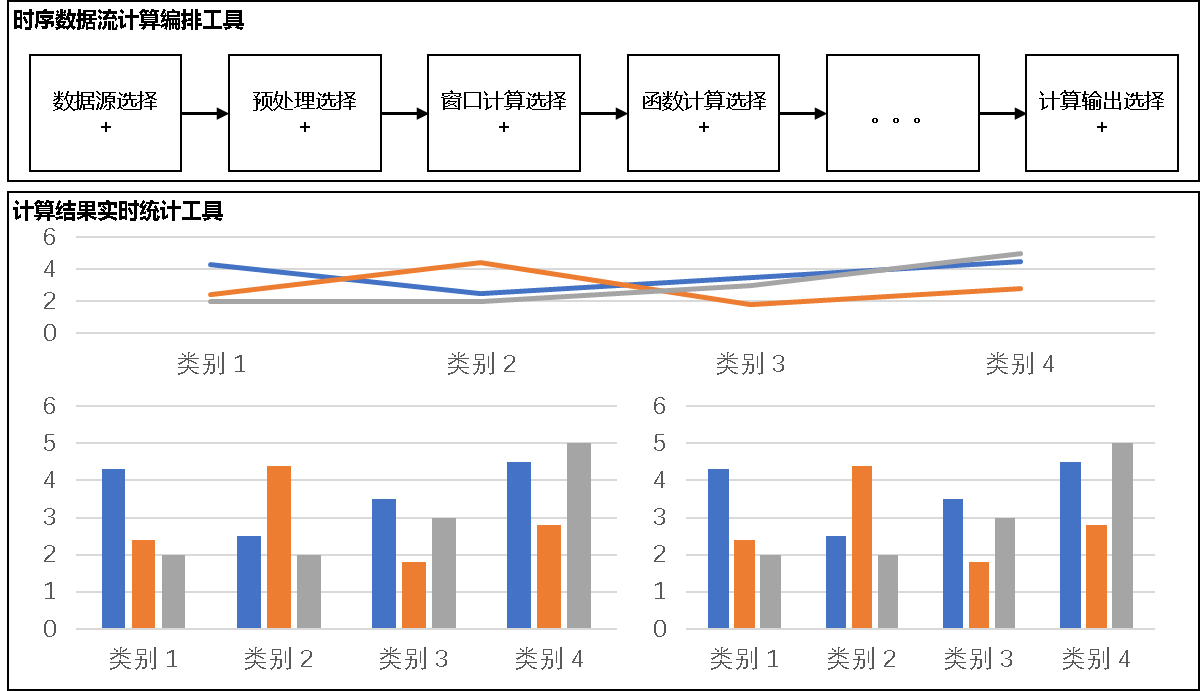 时序数据流计算编排工具
数据源选择
+
预处理选择
+
窗口计算选择
+
函数计算选择
+
。。。
计算输出选择
+
计算结果实时统计工具
6
4
2
0
类别 1
类别 2
类别 3
类别 4
6
5
4
3
2
1
0
类别 1
类别 2
类别 3
类别 4
6
5
4
3
2
1
0
类别 1
类别 2
类别 3
类别 4